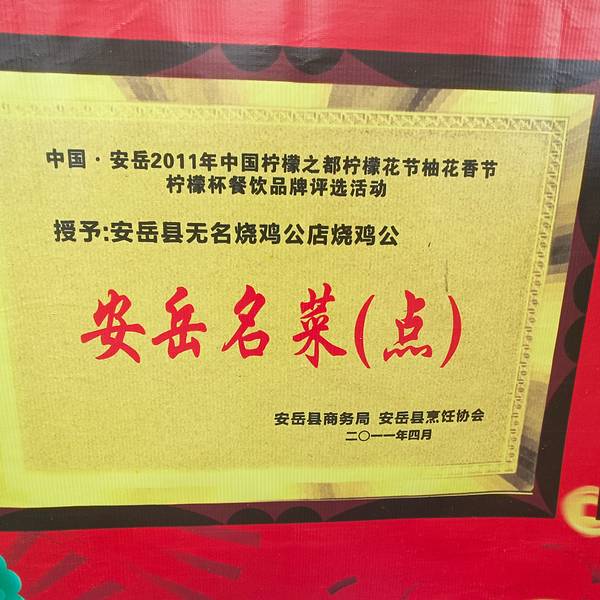 中国·安岳2011年中国柠檬之都柠檬花节柚花香节
柠檬杯餐饮品牌评选活动
授予:安岳县无名烧鸡公店烧鸡公
安岳名菜(点)
安岳县商务局 安岳县烹饪协会
二〇一一年四月